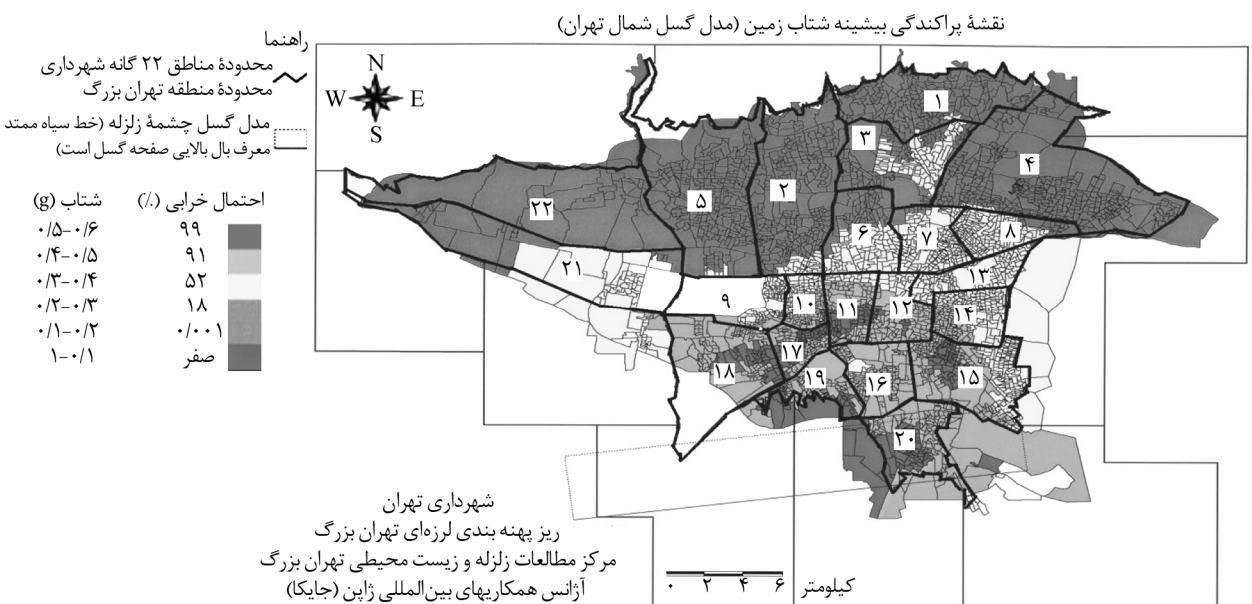 نقشهٔ پراکندگی بیشینه شتاب زمین (مدل گسل شمال تهران)
راهنما
محدودهٔ مناطق ۲۲ گانه شهرداری
محدودهٔ منطقه تهران بزرگ
مدل گسل چشمهٔ زلزله (خط سیاه ممتد
معرف بال بالایی صفحه گسل است)
احتمال خرابی (٪) شتاب (g)
۹۹ ۰/۵-۰/۶
۹۱ ۰/۴-۰/۵
۵۲ ۰/۳-۰/۴
۱۸ ۰/۲-۰/۳
۰/۰۰۱ ۰/۱-۰/۲
صفر ۱-۰/۱
N
W E
S
۱
۳
۴
۲
۵
۲۲
۶
۷
۸
۲۱
۱۳
۹
۱۰
۱۱
۱۲
۱۴
۱۷
۱۸
۱۹
۱۶
۱۵
۲۰
شهرداری تهران
ریز پهنه بندی لرزه‌ای تهران بزرگ
مرکز مطالعات زلزله و زیست محیطی تهران بزرگ
آژانس همکاریهای بین‌المللی ژاپن (جایکا)
۰ ۲ ۴ ۶ کیلومتر